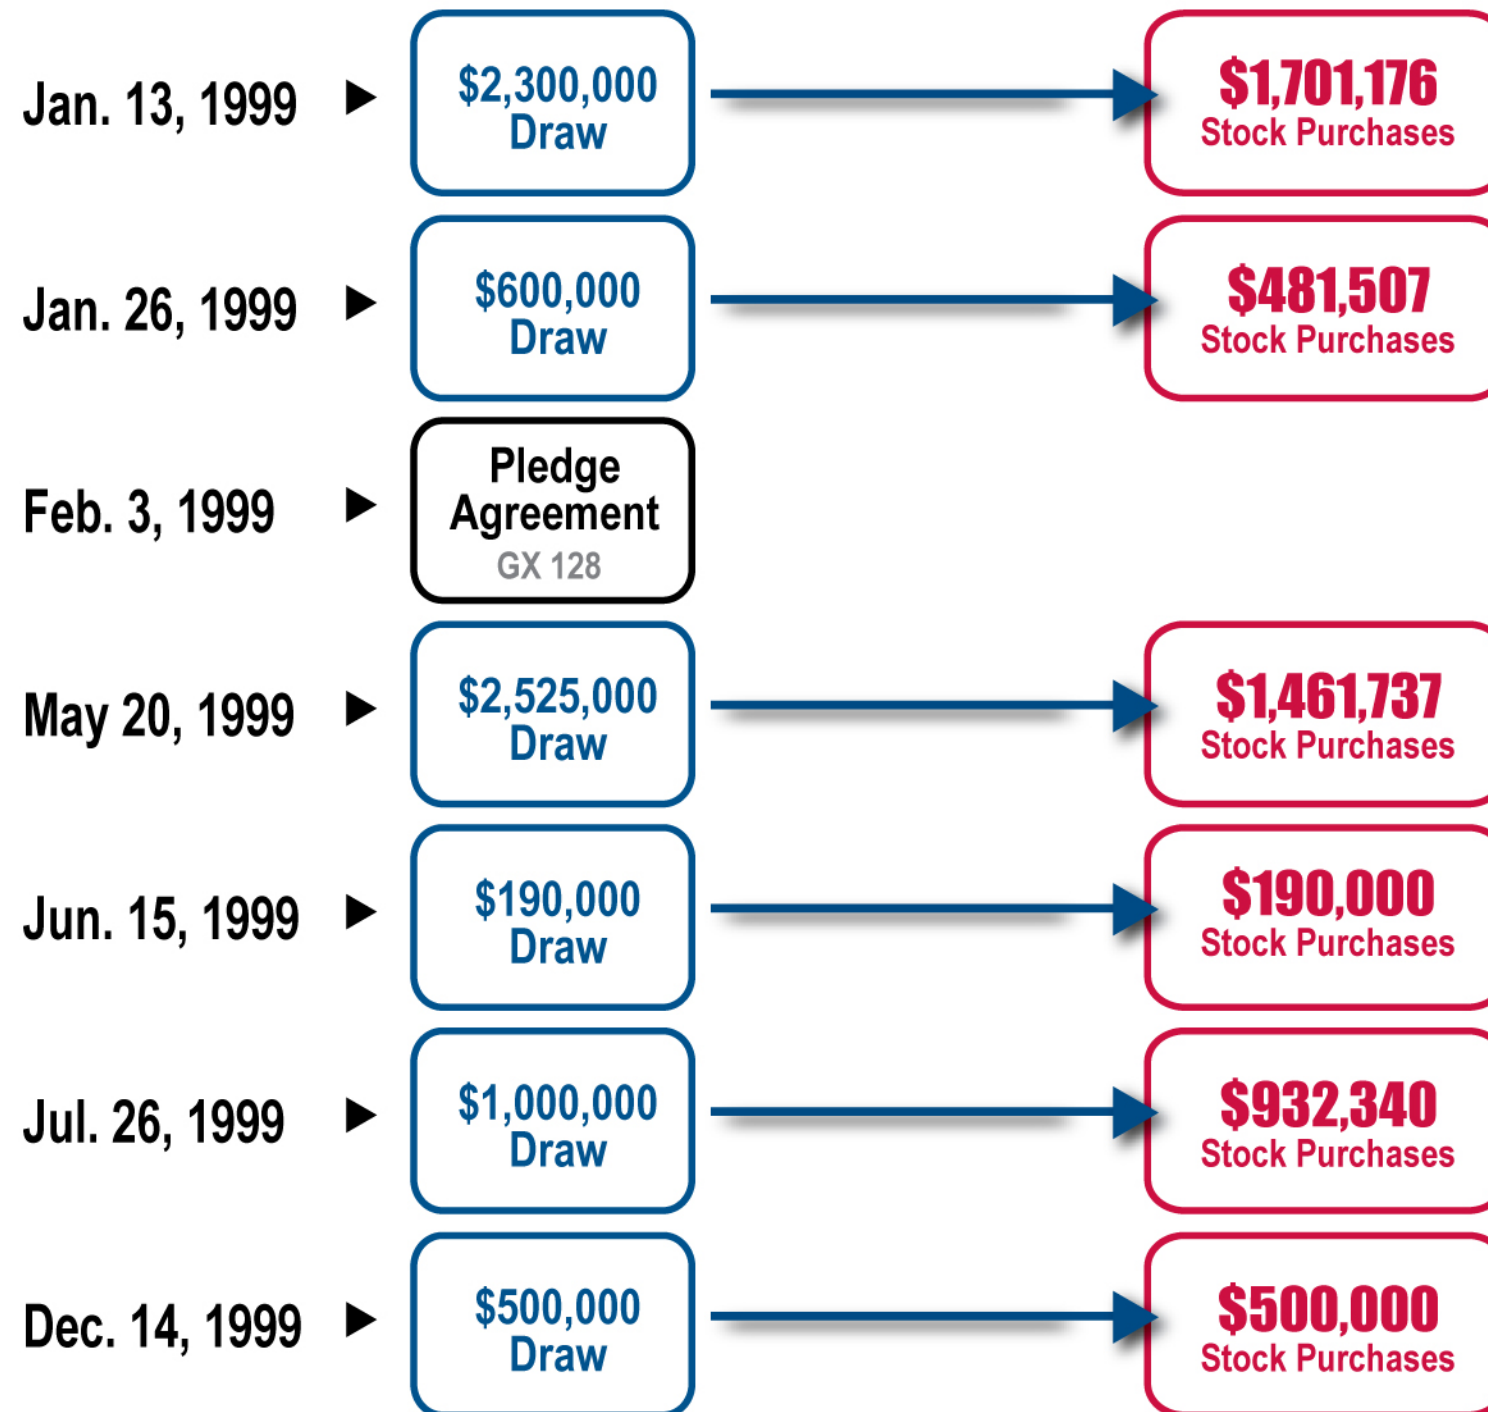 Jan. 13, 1999
$2,300,000
Draw
$1,701,176
Stock Purchases
Jan. 26, 1999
$600,000
Draw
$481,507
Stock Purchases
Feb. 3, 1999
Pledge
Agreement
GX 128
May 20, 1999
$2,525,000
Draw
$1,461,737
Stock Purchases
Jun. 15, 1999
$190,000
Draw
$190,000
Stock Purchases
Jul. 26, 1999
$1,000,000
Draw
$932,340
Stock Purchases
Dec. 14, 1999
$500,000
Draw
$500,000
Stock Purchases